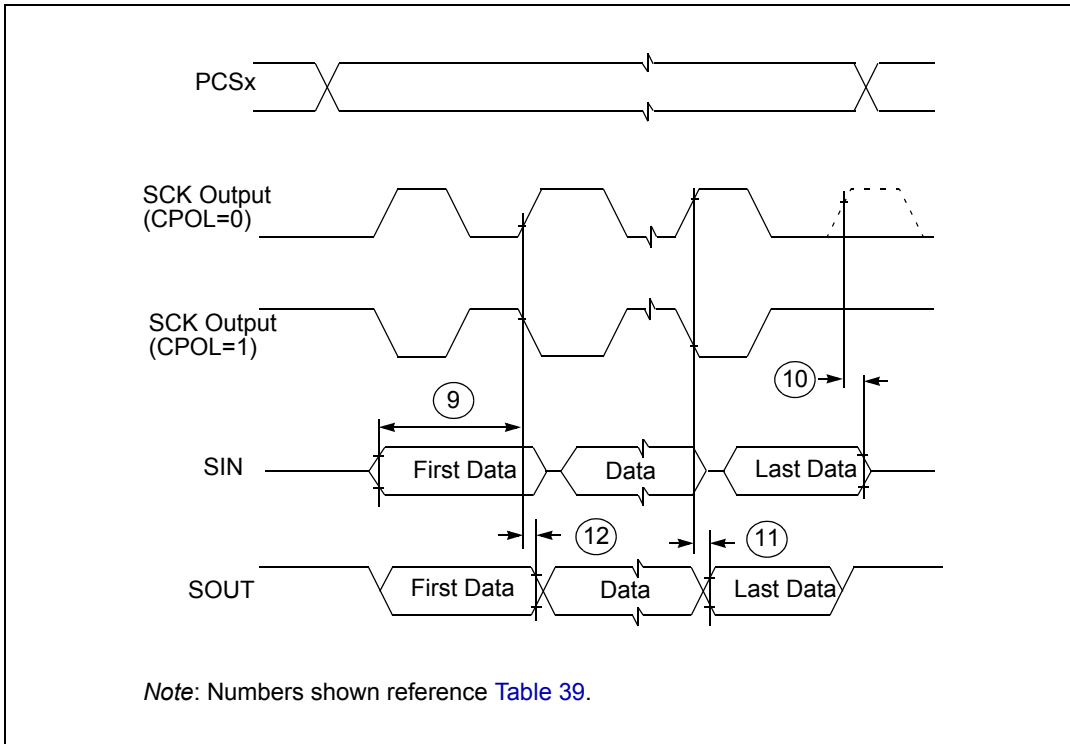 PCSx
SCK Output
(CPOL=0)
SCK Output
(CPOL=1)
10
9
SIN
First Data
Data
Last Data
12
11
SOUT
First Data
Data
Last Data
Note: Numbers shown reference Table 39.